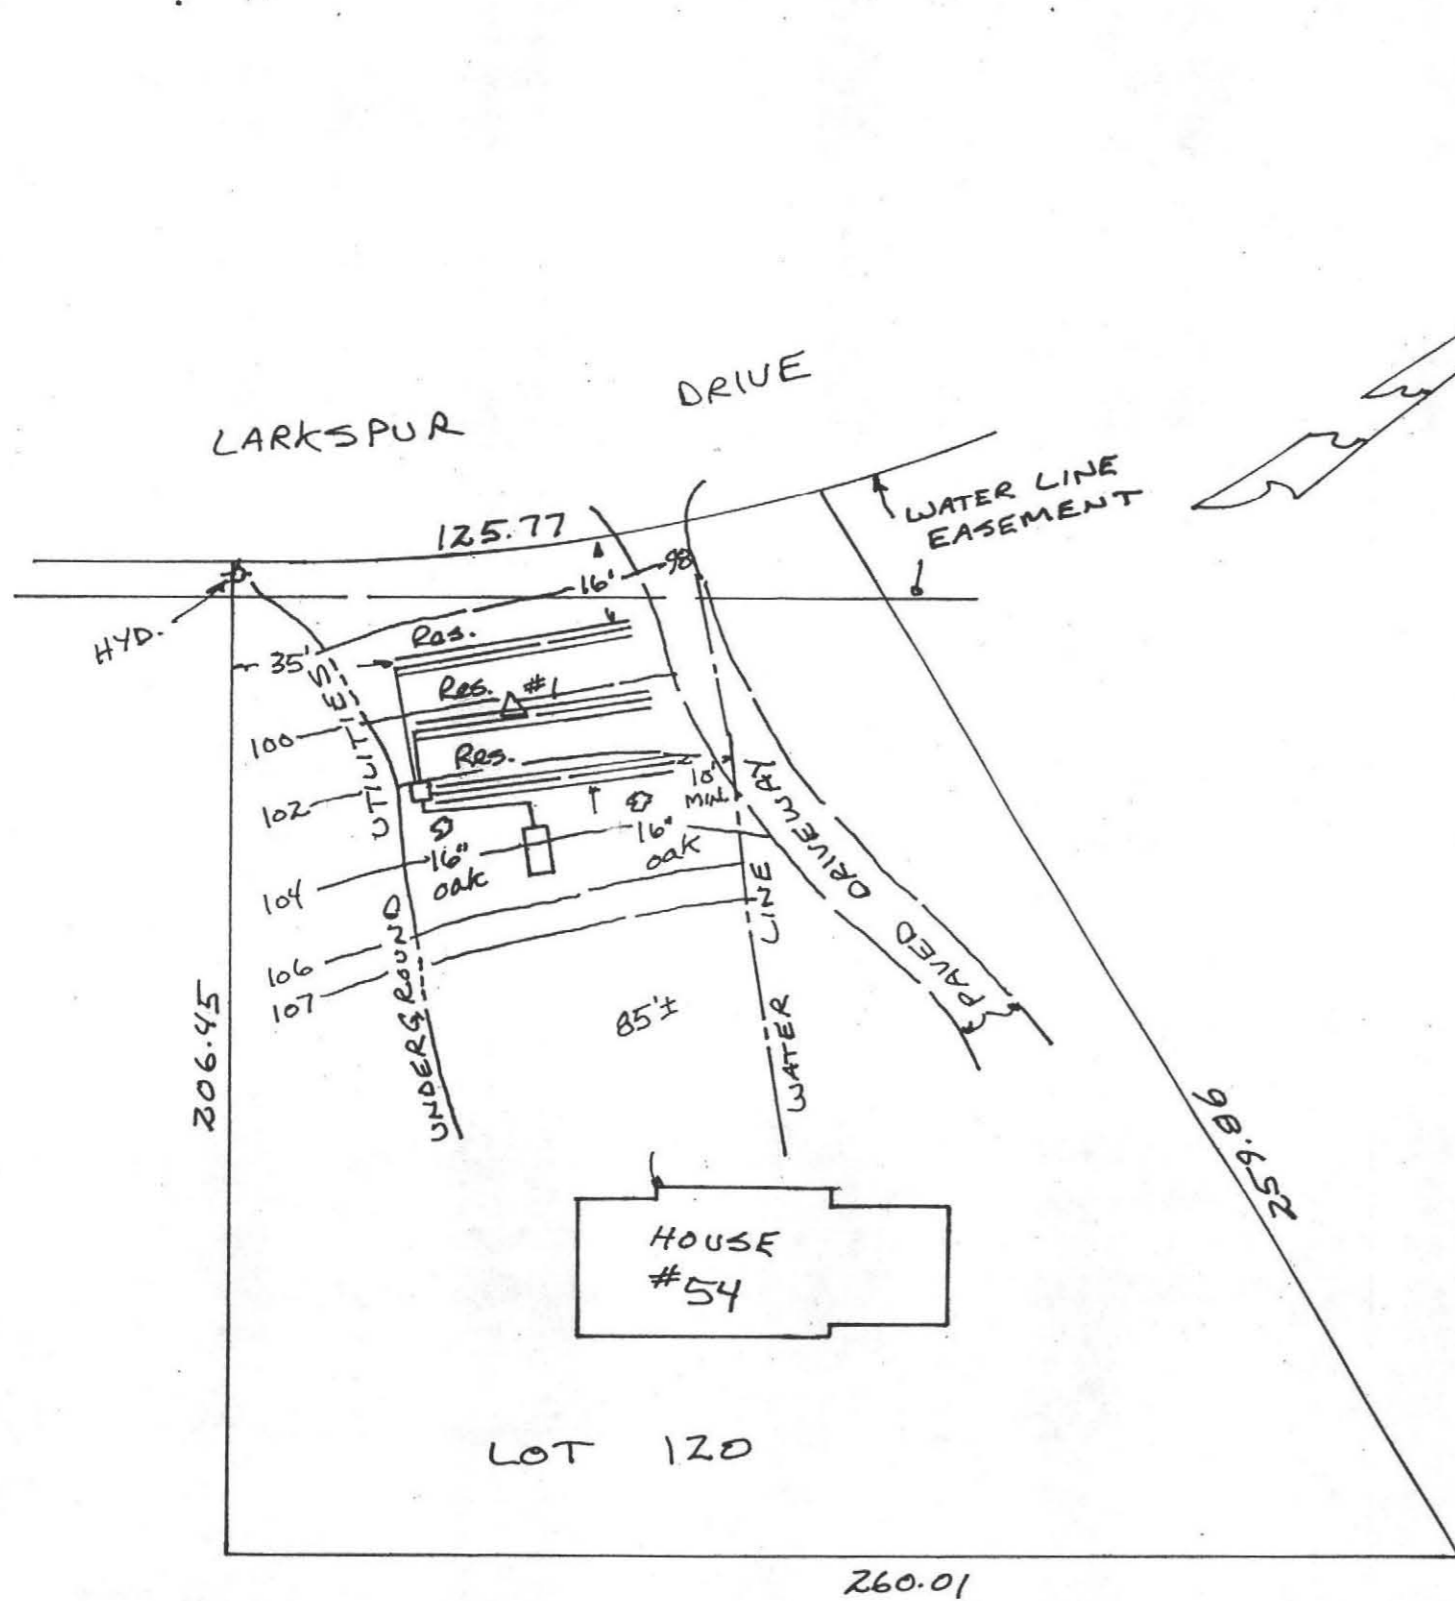 LARKSPUR DRIVE
125.77
WATER LINE
EASEMENT
HYD.
16'
98
35'
Res.
Res. #1
Res.
100
102
104
106
107
10'
MIN.
16"
oak
16"
oak
UNDERGROUND UTILITIES
WATER LINE
PAVED DRIVEWAY
85'±
206.45
259.86
HOUSE
#54
LOT 120
260.01